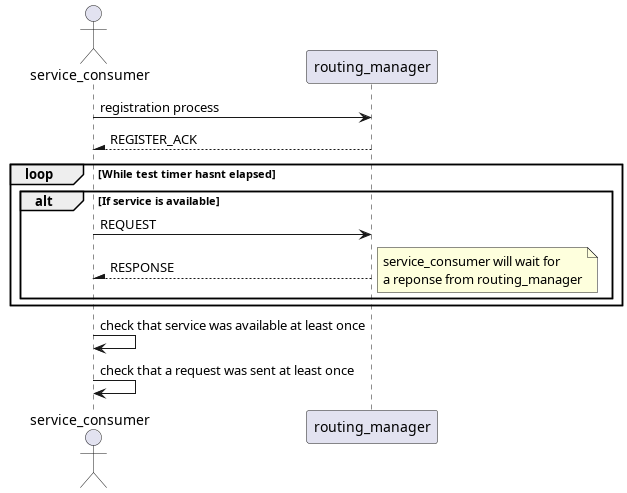 service_consumer
routing_manager
registration process
REGISTER_ACK
loop [While test timer hasnt elapsed]
alt [If service is available]
REQUEST
RESPONSE
service_consumer will wait for
a reponse from routing_manager
check that service was available at least once
check that a request was sent at least once
service_consumer
routing_manager